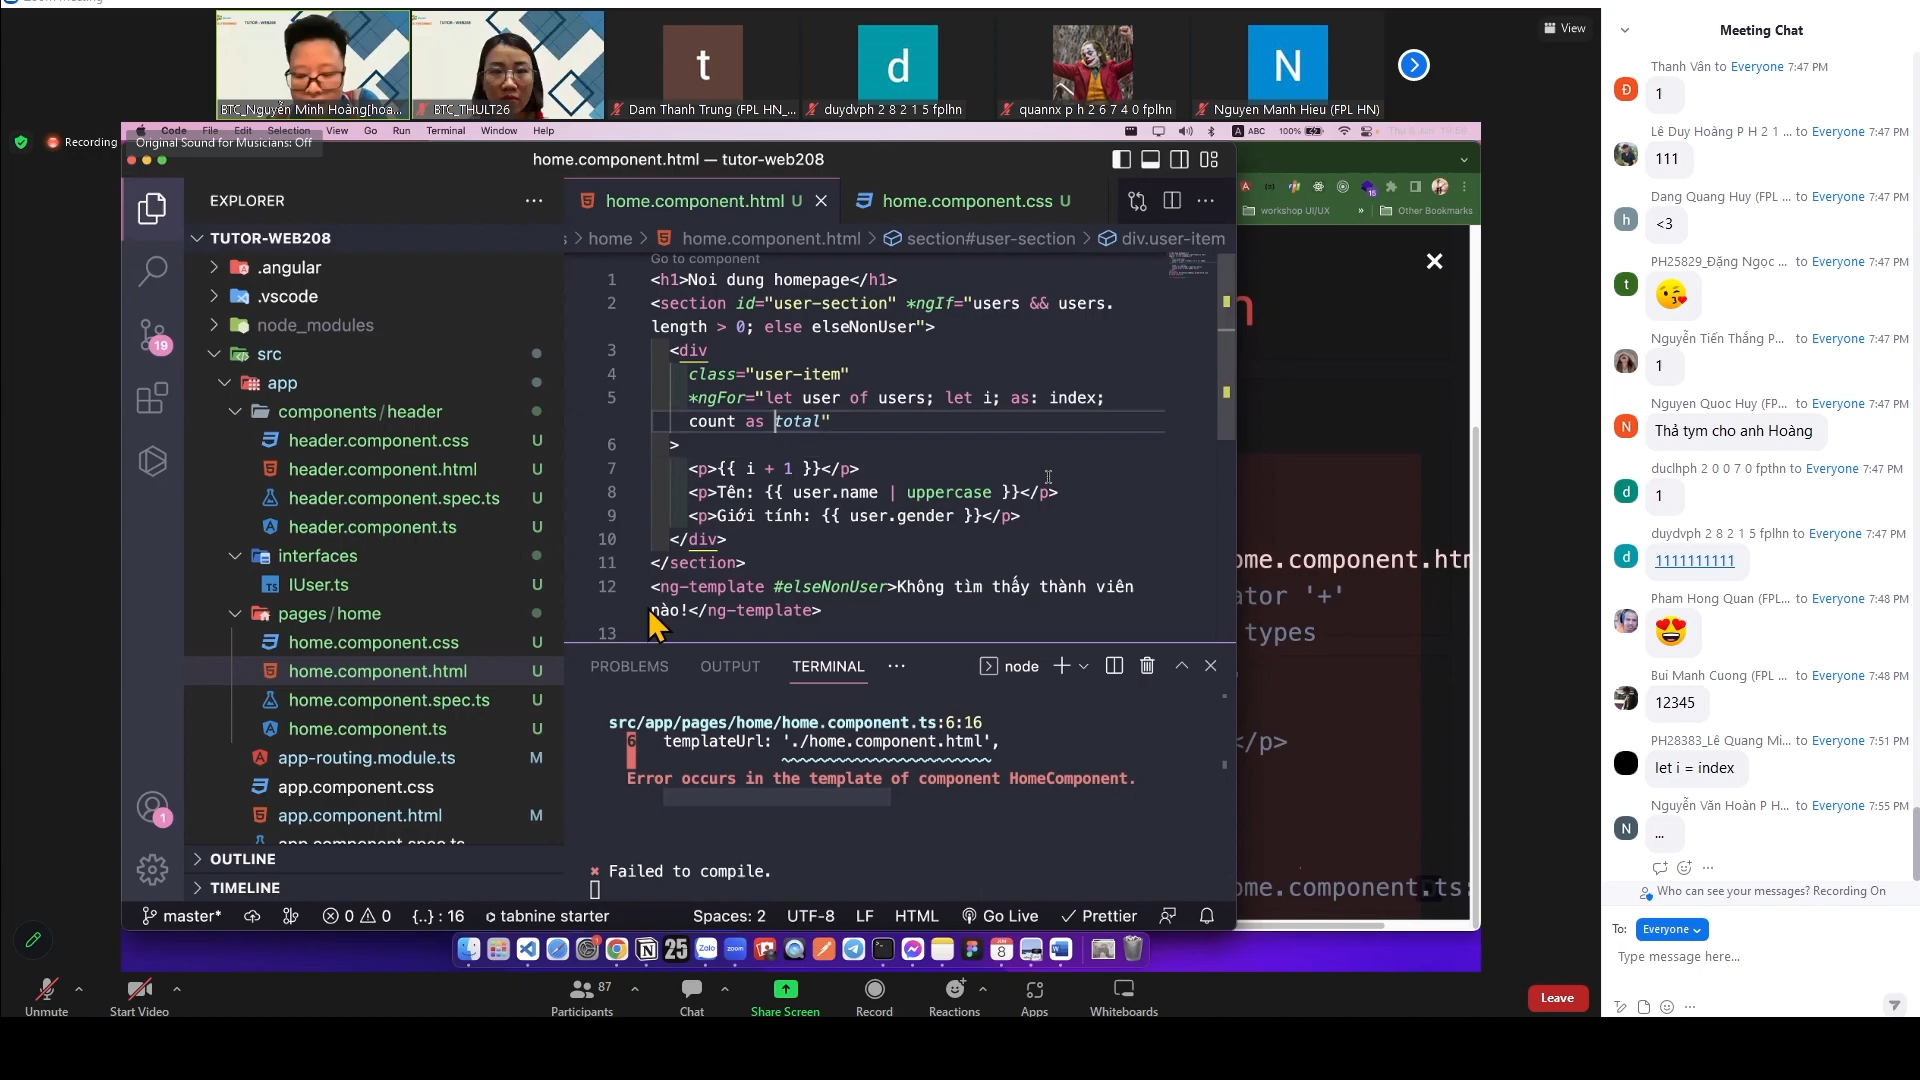 Zoom Meeting
View
BTC_Nguyễn Minh Hoàng[hoa...
BTC_THULT26
t
Dam Thanh Trung (FPL HN_...
d
duydvph 2 8 2 1 5 fplhn
quannx p h 2 6 7 4 0 fplhn
N
Nguyen Manh Hieu (FPL HN)
Recording
Code File Edit Selection View Go Run Terminal Window Help
ABC 100%
Original Sound for Musicians: Off
home.component.html — tutor-web208
EXPLORER
home.component.html U
home.component.css U
TUTOR-WEB208
s > home > home.component.html > section#user-section > div.user-item
.angular
.vscode
node_modules
src
app
components / header
header.component.css U
header.component.html U
header.component.spec.ts U
header.component.ts U
interfaces
IUser.ts U
pages / home
home.component.css U
home.component.html U
home.component.spec.ts U
home.component.ts U
app-routing.module.ts M
app.component.css
app.component.html M
app.component.spec.ts
OUTLINE
TIMELINE
19
1
Go to component
1 <h1>Noi dung homepage</h1>
2 <section id="user-section" *ngIf="users && users.
length > 0; else elseNonUser">
3 <div
4 class="user-item"
5 *ngFor="let user of users; let i; as: index;
count as total"
6 >
7 <p>{{ i + 1 }}</p>
8 <p>Tên: {{ user.name | uppercase }}</p>
9 <p>Giới tính: {{ user.gender }}</p>
10 </div>
11 </section>
12 <ng-template #elseNonUser>Không tìm thấy thành viên
nào!</ng-template>
13
PROBLEMS OUTPUT TERMINAL ... node
src/app/pages/home/home.component.ts:6:16
6 templateUrl: './home.component.html',
Error occurs in the template of component HomeComponent.
✖ Failed to compile.
master* 0 0 {..} : 16 tabnine starter Spaces: 2 UTF-8 LF HTML Go Live Prettier
workshop UI/UX » Other Bookmarks
15
n
ome.component.htm
ator '+'
types
</p>
ome.component.ts:
25
Zalo
zoom
8
Unmute
Start Video
87
Participants
Chat
Share Screen
Record
Reactions
Apps
Whiteboards
Leave
Meeting Chat
Thanh Vân to Everyone 7:47 PM
Đ
1
Lê Duy Hoàng P H 2 1 ... to Everyone 7:47 PM
111
Dang Quang Huy (FPL ... to Everyone 7:47 PM
h
<3
PH25829_Đặng Ngọc ... to Everyone 7:47 PM
t
Nguyễn Tiến Thắng P... to Everyone 7:47 PM
1
Nguyen Quoc Huy (FP... to Everyone 7:47 PM
N
Thả tym cho anh Hoàng
duclhph 2 0 0 7 0 fpthn to Everyone 7:47 PM
d
1
duydvph 2 8 2 1 5 fplhn to Everyone 7:47 PM
d
1111111111
Pham Hong Quan (FPL... to Everyone 7:48 PM
Bui Manh Cuong (FPL ... to Everyone 7:48 PM
12345
PH28383_Lê Quang Mi... to Everyone 7:51 PM
let i = index
Nguyễn Văn Hoàn P H... to Everyone 7:55 PM
N
...
Who can see your messages? Recording On
To: Everyone
Type message here...